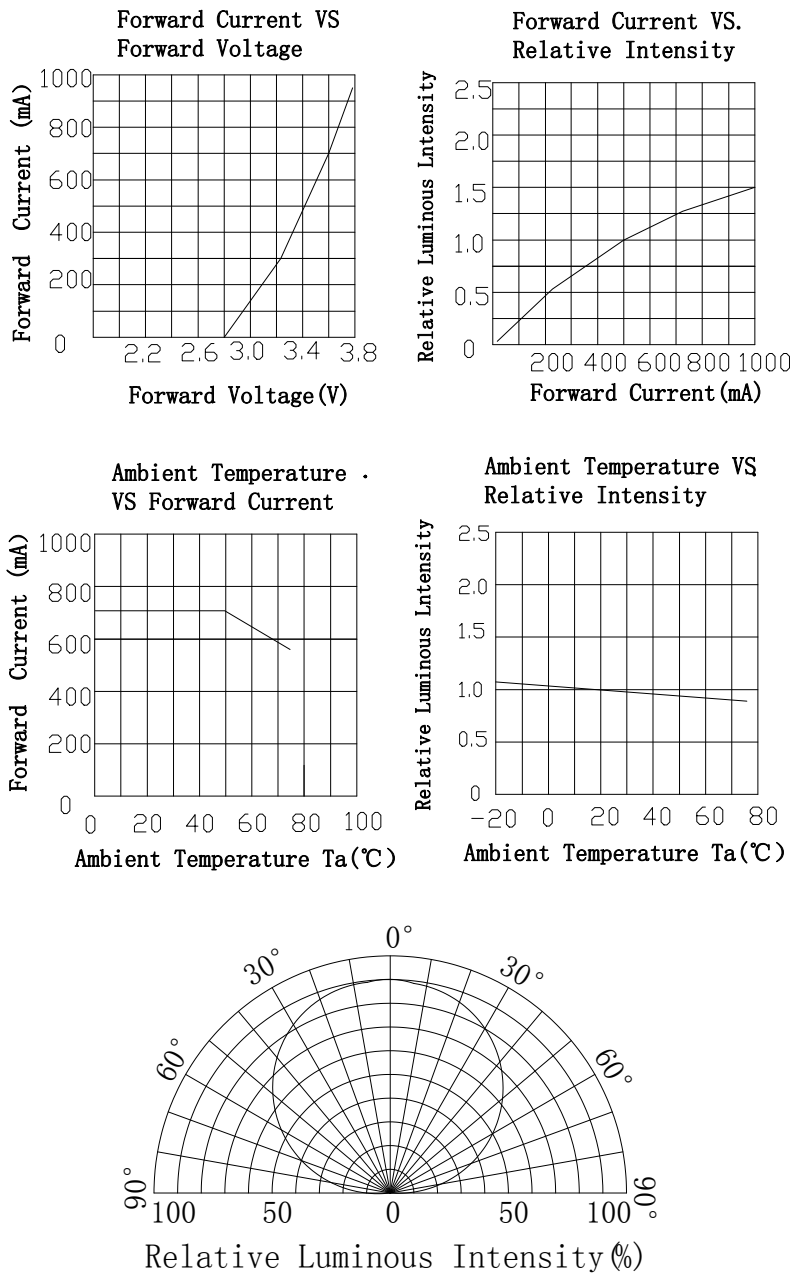 Forward Current VS
Forward Voltage
Forward Current (mA)
1000
800
600
400
200
0
2.2 2.6 3.0 3.4 3.8
Forward Voltage(V)
Forward Current VS.
Relative Intensity
Relative Luminous Lntensity
2.5
2.0
1.5
1.0
0.5
0
200 400 600 800 1000
Forward Current(mA)
Ambient Temperature .
VS Forward Current
Forward Current (mA)
1000
800
600
400
200
0
0 20 40 60 80 100
Ambient Temperature Ta(℃)
Ambient Temperature VS
Relative Intensity
Relative Luminous Lntensity
2.5
2.0
1.5
1.0
0.5
0
-20 0 20 40 60 80
Ambient Temperature Ta(℃)
0°
30° 30°
60° 60°
90° 90°
100 50 0 50 100
Relative Luminous Intensity(%)